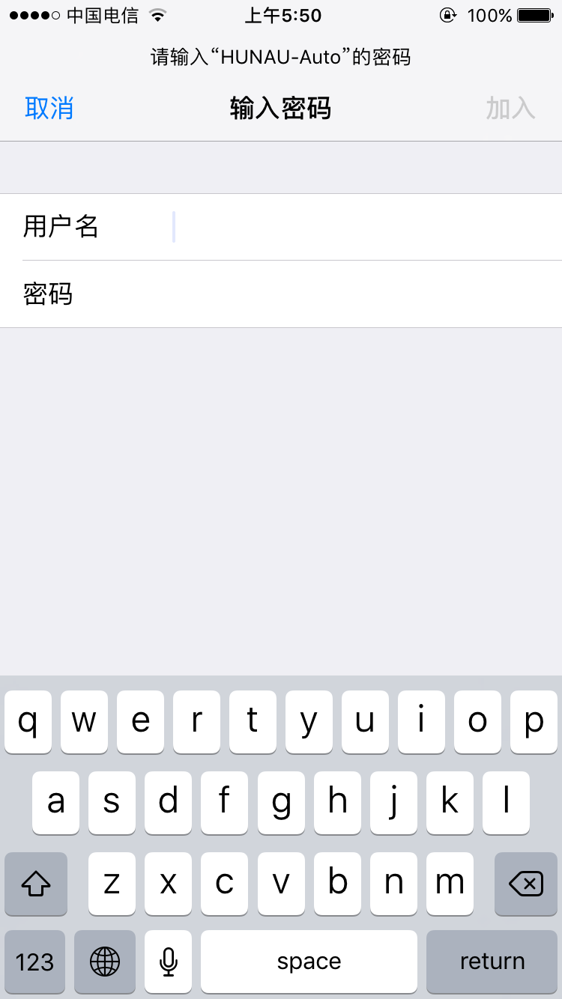 中国电信 上午5:50 100%
请输入“HUNAU-Auto”的密码
取消 输入密码 加入
用户名
密码
q w e r t y u i o p
a s d f g h j k l
z x c v b n m
123 space return